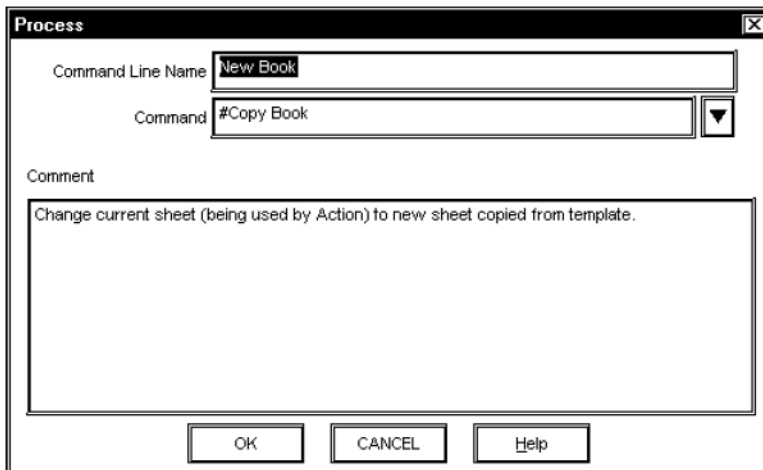 Process
Command Line Name New Book
Command #Copy Book
Comment
Change current sheet (being used by Action) to new sheet copied from template.
OK CANCEL Help